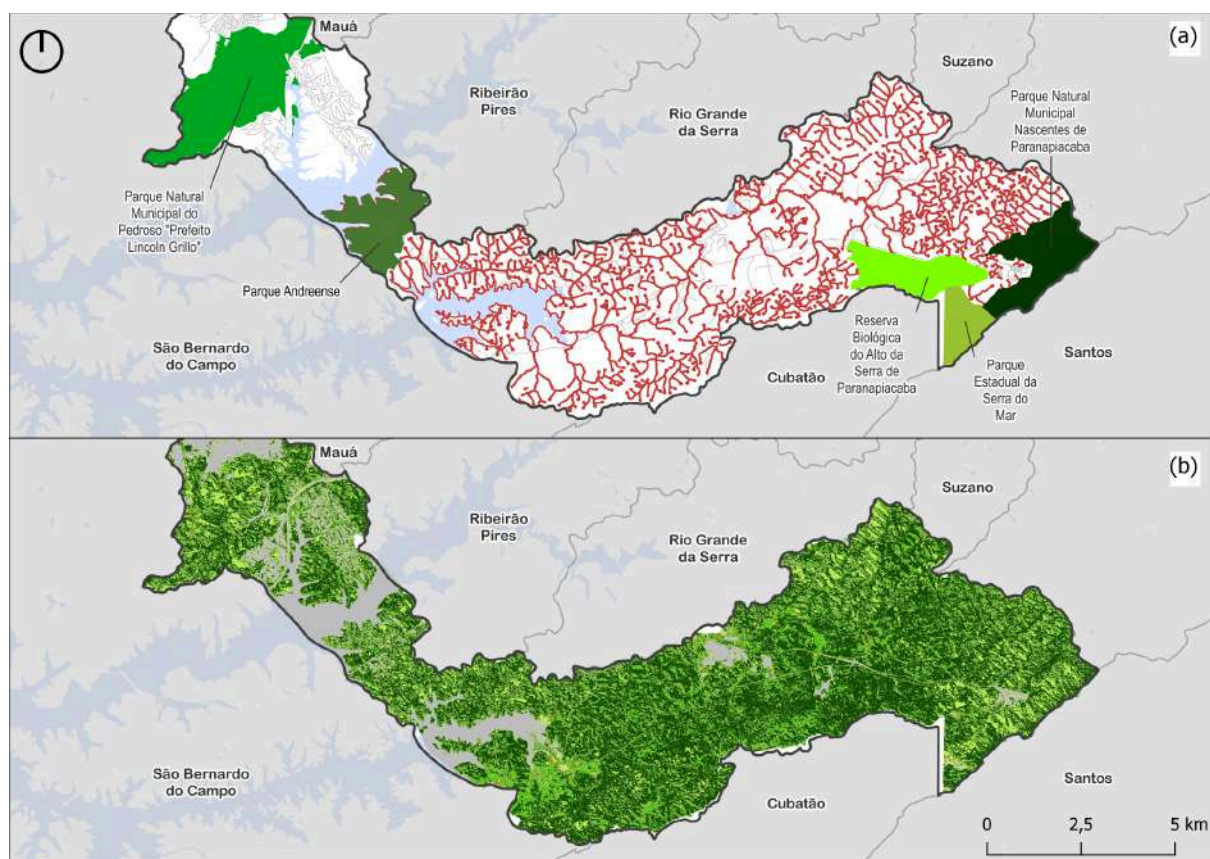 Mauá
(a)
Suzano
Ribeirão
Pires
Rio Grande
da Serra
Parque Natural
Municipal
Nascentes de
Paranapiacaba
Parque Natural
Municipal do
Pedroso "Prefeito
Lincoln Grillo"
Parque Andreense
São Bernardo
do Campo
Reserva
Biológica
do Alto da
Serra de
Paranapiacaba
Cubatão
Parque
Estadual da
Serra do
Mar
Santos
Mauá
(b)
Suzano
Ribeirão
Pires
Rio Grande
da Serra
São Bernardo
do Campo
Cubatão
Santos
0 2,5 5 km